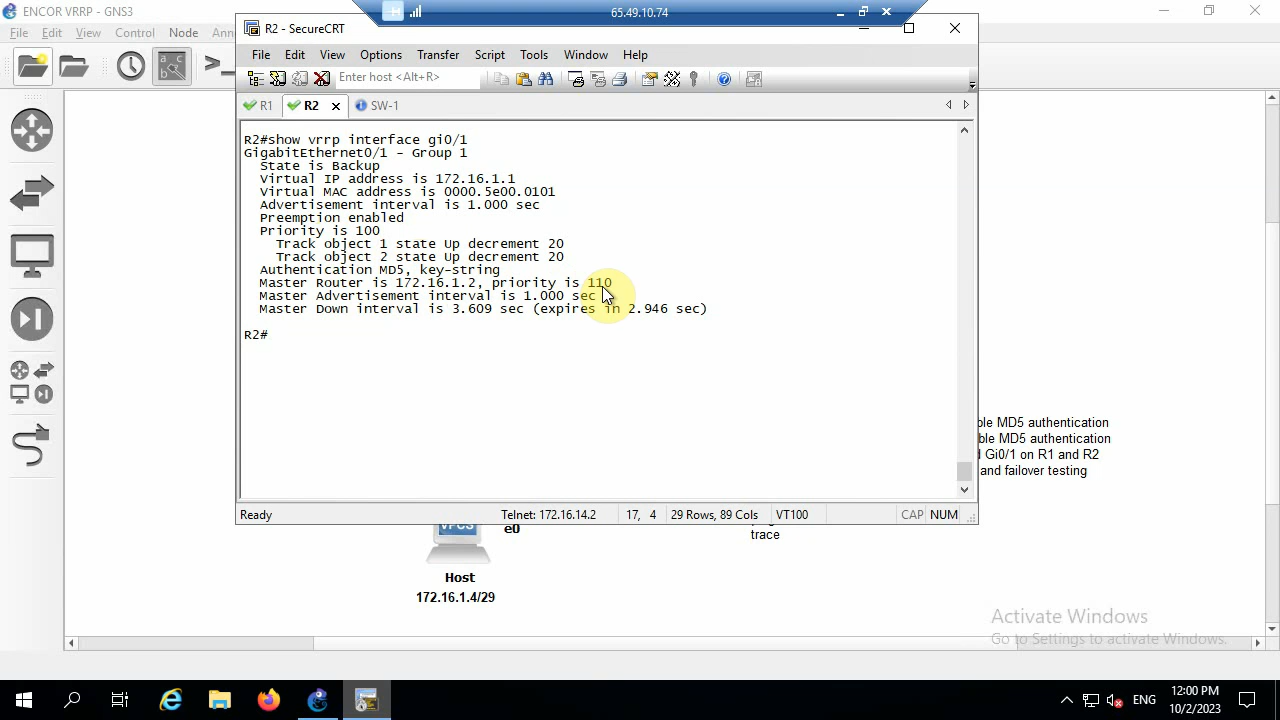 ENCOR VRRP - GNS3
65.49.10.74
File Edit View Control Node Ann
R2 - SecureCRT
File Edit View Options Transfer Script Tools Window Help
Enter host <Alt+R>
R1 R2 SW-1
R2#show vrrp interface gi0/1
GigabitEthernet0/1 - Group 1
State is Backup
Virtual IP address is 172.16.1.1
Virtual MAC address is 0000.5e00.0101
Advertisement interval is 1.000 sec
Preemption enabled
Priority is 100
Track object 1 state Up decrement 20
Track object 2 state Up decrement 20
Authentication MD5, key-string
Master Router is 172.16.1.2, priority is 110
Master Advertisement interval is 1.000 sec
Master Down interval is 3.609 sec (expires in 2.946 sec)
R2#
Ready Telnet: 172.16.14.2 17, 4 29 Rows, 89 Cols VT100 CAP NUM
ble MD5 authentication
ble MD5 authentication
Gi0/1 on R1 and R2
and failover testing
VPCS
e0
trace
Host
172.16.1.4/29
Activate Windows
Go to Settings to activate Windows.
ENG
12:00 PM
10/2/2023